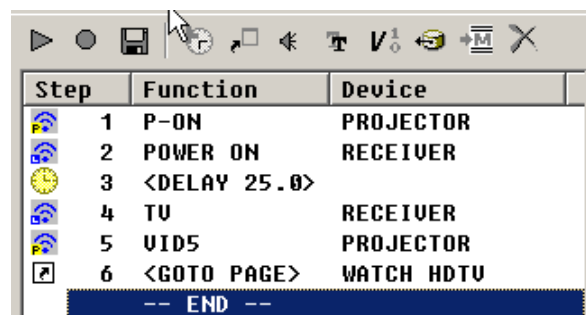 Step Function Device
1 P-ON PROJECTOR
2 POWER ON RECEIVER
3 <DELAY 25.0>
4 TV RECEIVER
5 VID5 PROJECTOR
6 <GOTO PAGE> WATCH HDTV
-- END --